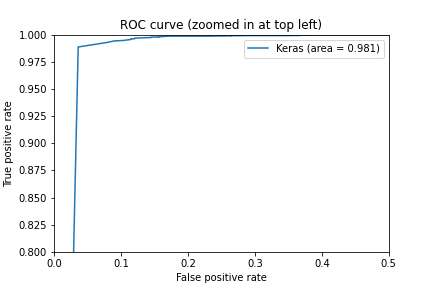 ROC curve (zoomed in at top left)
Keras (area = 0.981)
True positive rate
1.000
0.975
0.950
0.925
0.900
0.875
0.850
0.825
0.800
0.0 0.1 0.2 0.3 0.4 0.5
False positive rate